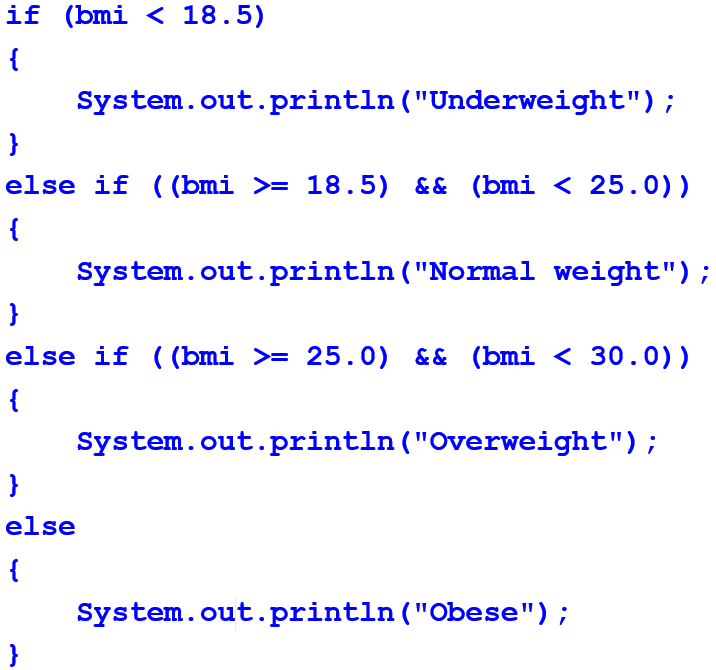 if (bmi < 18.5)
{
    System.out.println("Underweight");
}
else if ((bmi >= 18.5) && (bmi < 25.0))
{
    System.out.println("Normal weight");
}
else if ((bmi >= 25.0) && (bmi < 30.0))
{
    System.out.println("Overweight");
}
else
{
    System.out.println("Obese");
}